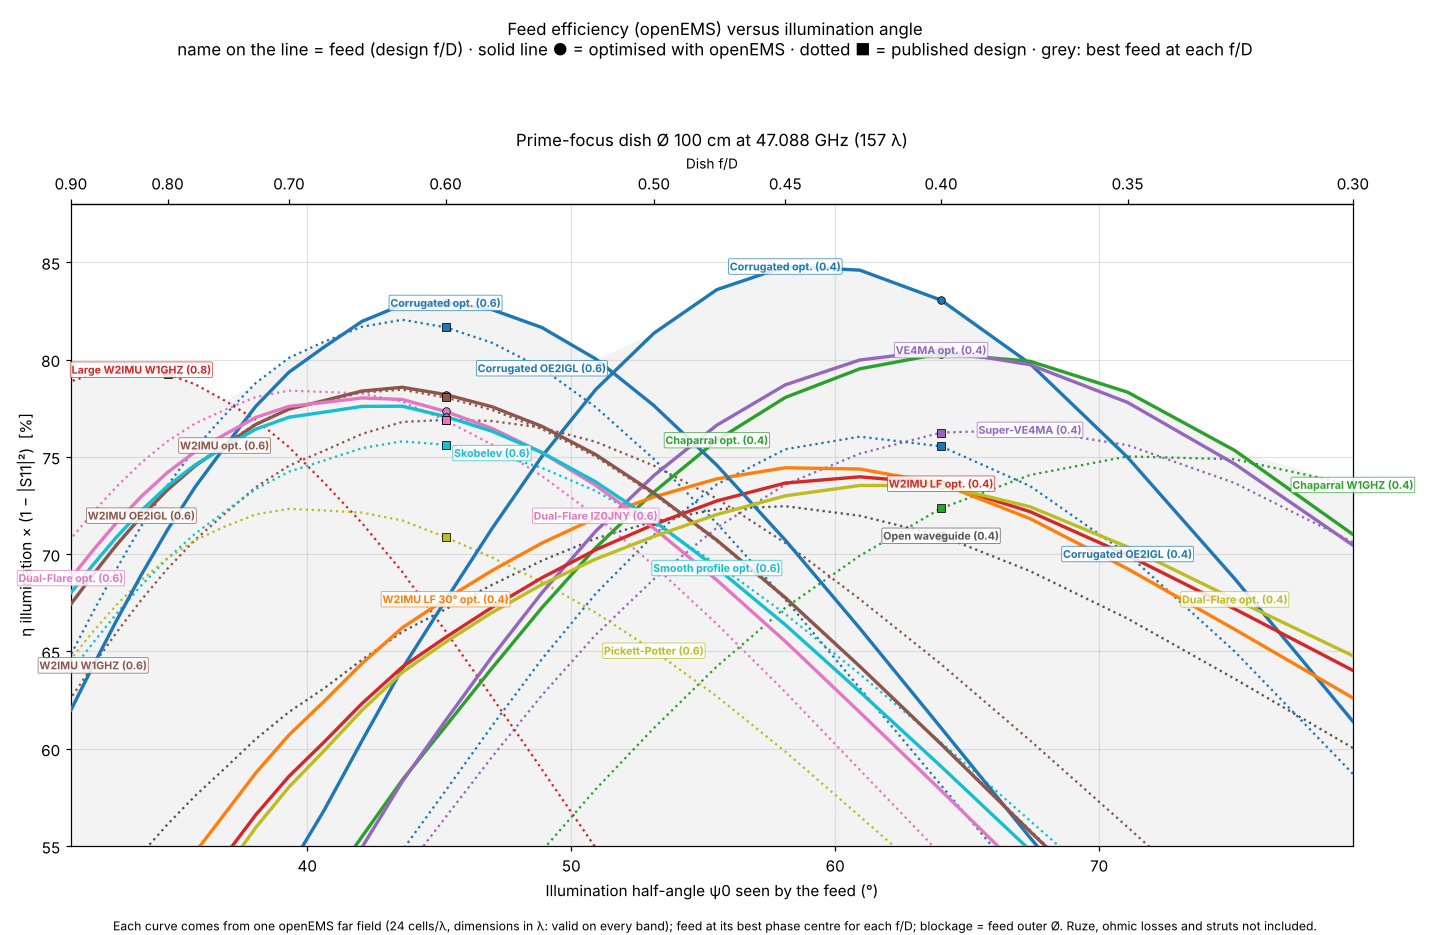 Feed efficiency (openEMS) versus illumination angle
name on the line = feed (design f/D) · solid line ● = optimised with openEMS · dotted ■ = published design · grey: best feed at each f/D
Prime-focus dish Ø 100 cm at 47.088 GHz (157 λ)
Dish f/D
0.90 0.80 0.70 0.60 0.50 0.45 0.40 0.35 0.30
85
Corrugated opt. (0.4)
Corrugated opt. (0.6)
80
VE4MA opt. (0.4)
Large W2IMU W1GHZ (0.8)
Corrugated OE2IGL (0.6)
Chaparral opt. (0.4)
Super-VE4MA (0.4)
W2IMU opt. (0.6)
Skobelev (0.6)
75
W2IMU LF opt. (0.4)
Chaparral W1GHZ (0.4)
W2IMU OE2IGL (0.6)
Dual-Flare IZ0JNY (0.6)
Open waveguide (0.4)
70
Corrugated OE2IGL (0.4)
Smooth profile opt. (0.6)
Dual-Flare opt. (0.6)
W2IMU LF 30° opt. (0.4)
Dual-Flare opt. (0.4)
65
Pickett-Potter (0.6)
W2IMU W1GHZ (0.6)
60
55
η illumination × (1 − |S11|²) [%]
40 50 60 70
Illumination half-angle ψ0 seen by the feed (°)
Each curve comes from one openEMS far field (24 cells/λ, dimensions in λ: valid on every band); feed at its best phase centre for each f/D; blockage = feed outer Ø. Ruze, ohmic losses and struts not included.